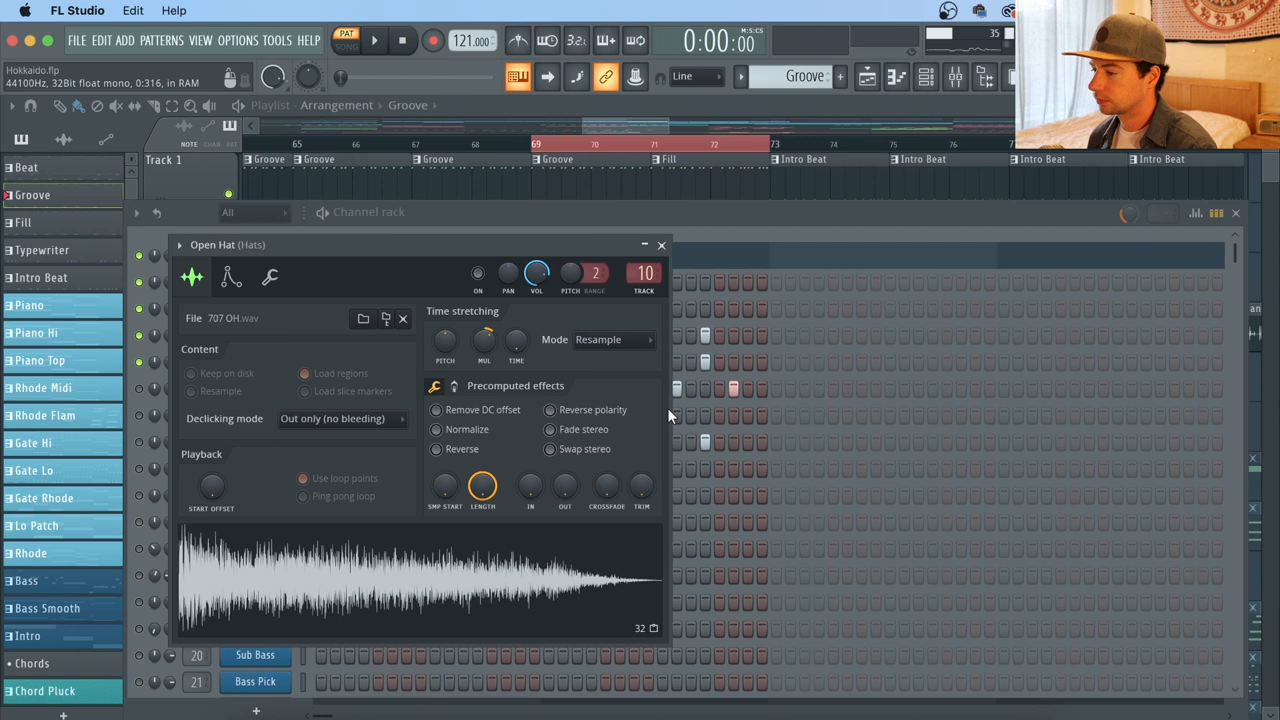 FL Studio Edit Help
FILE EDIT ADD PATTERNS VIEW OPTIONS TOOLS HELP
PAT
SONG
121.000
3.2.
0:00:00
M:S:CS
35
Hokkaido.flp
44100Hz, 32Bit float mono, 0:316, in RAM
Line
Groove
Playlist - Arrangement Groove
NOTE CHAN PAT
65 66 67 68 69 70 71 72 73 74 75 76
Track 1
Groove Groove Groove Groove Fill Intro Beat Intro Beat Intro Beat
Beat
Groove
Fill
Typewriter
Intro Beat
Piano
Piano Hi
Piano Top
Rhode Midi
Rhode Flam
Gate Hi
Gate Lo
Gate Rhode
Lo Patch
Rhode
Bass
Bass Smooth
Intro
Chords
Chord Pluck
All
Channel rack
Open Hat (Hats)
ON PAN VOL PITCH RANGE TRACK
2
10
File 707 OH.wav
Content
Keep on disk
Load regions
Resample
Load slice markers
Declicking mode
Out only (no bleeding)
Playback
Use loop points
Ping pong loop
START OFFSET
Time stretching
PITCH MUL TIME
Mode Resample
Precomputed effects
Remove DC offset
Reverse polarity
Normalize
Fade stereo
Reverse
Swap stereo
SMP START LENGTH IN OUT CROSSFADE TRIM
32
20 Sub Bass
21 Bass Pick